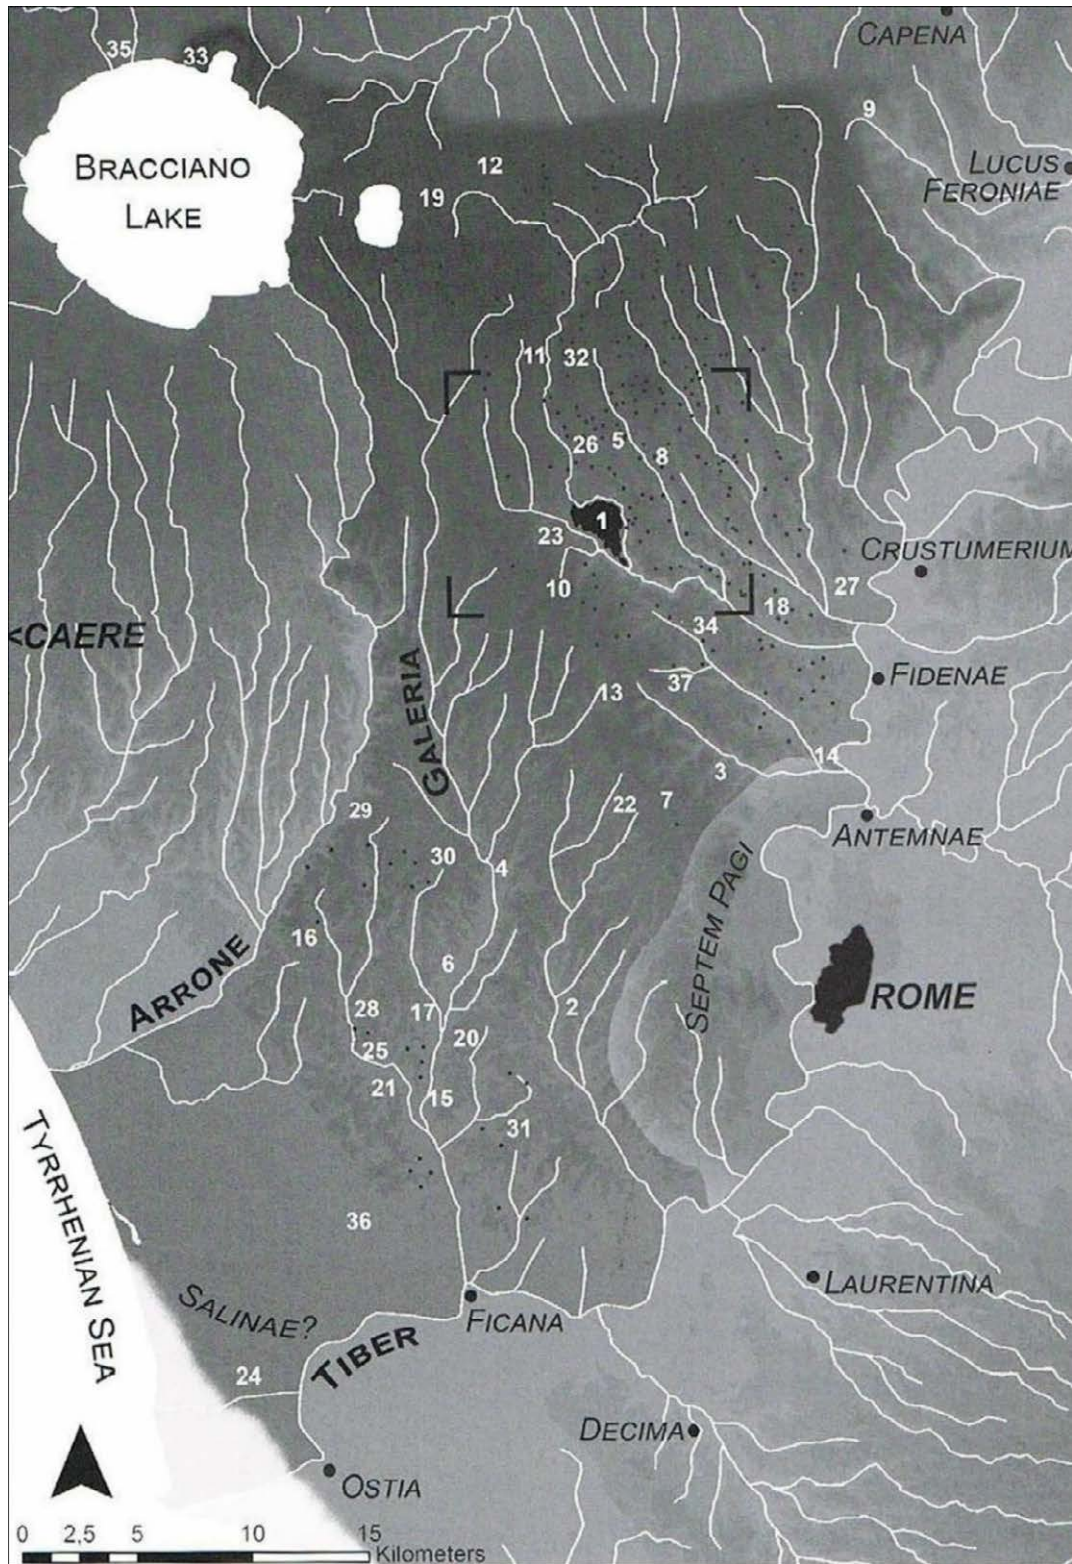 CAPENA
35
33
9
BRACCIANO
LAKE
12
LUCUS
FERONIAE
19
11
32
26
5
8
1
23
CRUSTUMERIUM
10
27
18
34
<CAERE
37
FIDENAE
13
GALERIA
14
3
29
22
7
ANTEMNAE
30
4
SEPTEM PAGI
16
ARRONE
6
ROME
28
17
2
20
25
21
15
31
TYRRHENIAN SEA
36
LAURENTINA
SALINAE?
FICANA
TIBER
24
DECIMA
OSTIA
0 2,5 5 10 15
Kilometers